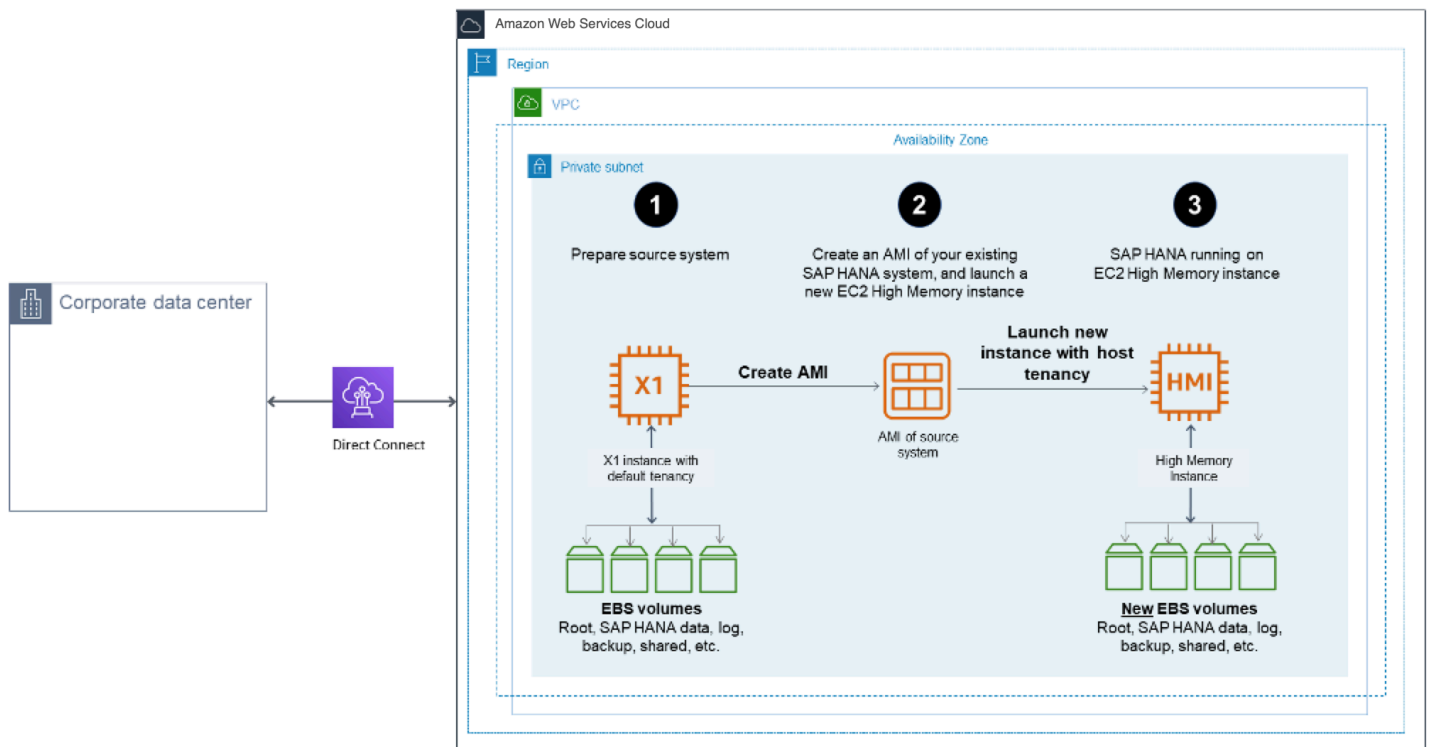 Amazon Web Services Cloud
Region
VPC
Availability Zone
Private subnet
1
Prepare source system
2
Create an AMI of your existing
SAP HANA system, and launch a
new EC2 High Memory instance
3
SAP HANA running on
EC2 High Memory instance
Corporate data center
Direct Connect
X1
Create AMI
Launch new
instance with host
tenancy
HMI
AMI of source
system
X1 instance with
default tenancy
High Memory
Instance
EBS volumes
Root, SAP HANA data, log,
backup, shared, etc.
New EBS volumes
Root, SAP HANA data, log,
backup, shared, etc.